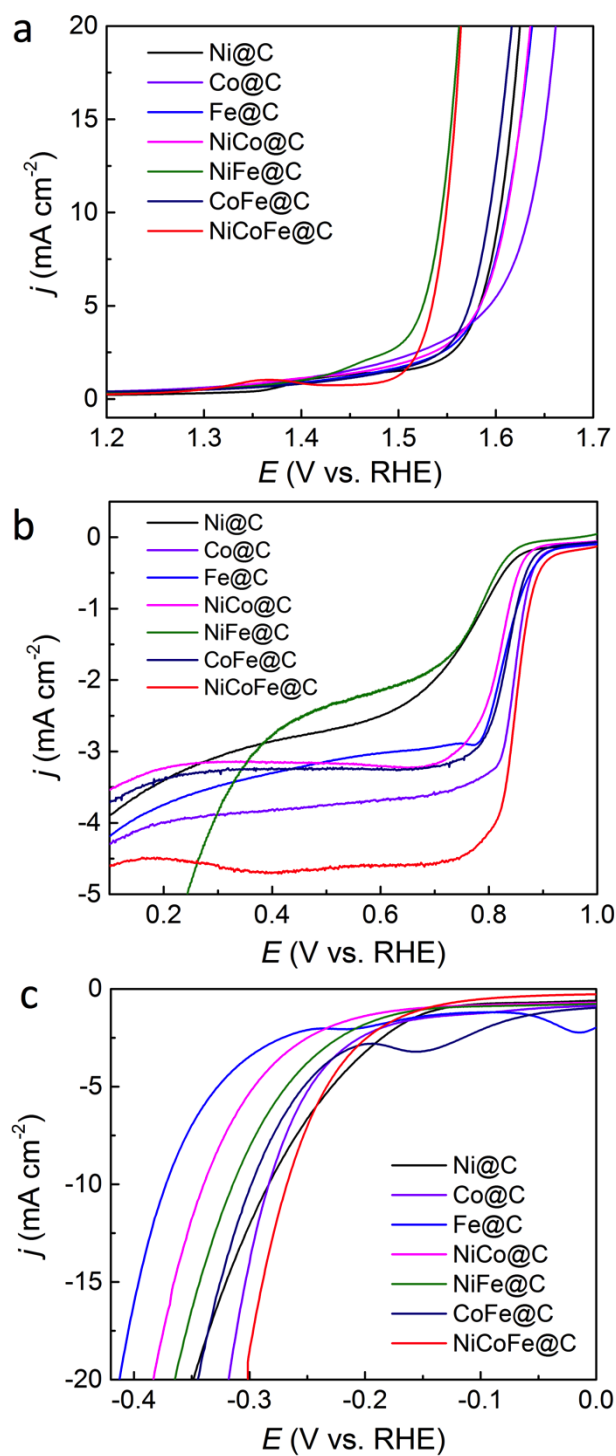 a
20
15
10
5
0
j (mA cm⁻²)
Ni@C
Co@C
Fe@C
NiCo@C
NiFe@C
CoFe@C
NiCoFe@C
1.2 1.3 1.4 1.5 1.6 1.7
E (V vs. RHE)
b
0
-1
-2
-3
-4
-5
j (mA cm⁻²)
Ni@C
Co@C
Fe@C
NiCo@C
NiFe@C
CoFe@C
NiCoFe@C
0.2 0.4 0.6 0.8 1.0
E (V vs. RHE)
c
0
-5
-10
-15
-20
j (mA cm⁻²)
Ni@C
Co@C
Fe@C
NiCo@C
NiFe@C
CoFe@C
NiCoFe@C
-0.4 -0.3 -0.2 -0.1 0.0
E (V vs. RHE)